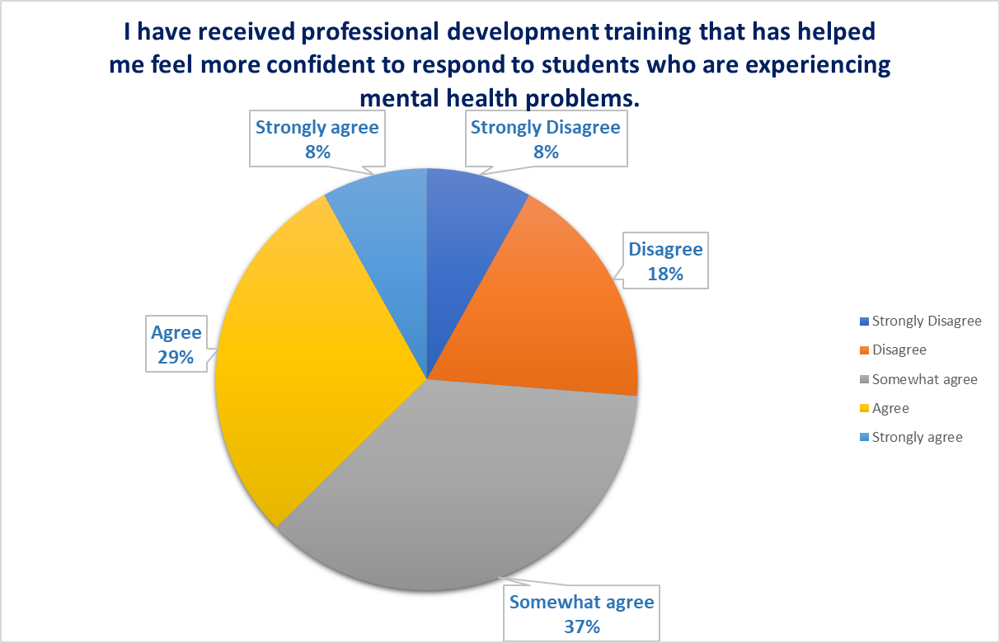 I have received professional development training that has helped
me feel more confident to respond to students who are experiencing
mental health problems.
Strongly agree
8%
Strongly Disagree
8%
Disagree
18%
Agree
29%
Somewhat agree
37%
Strongly Disagree
Disagree
Somewhat agree
Agree
Strongly agree